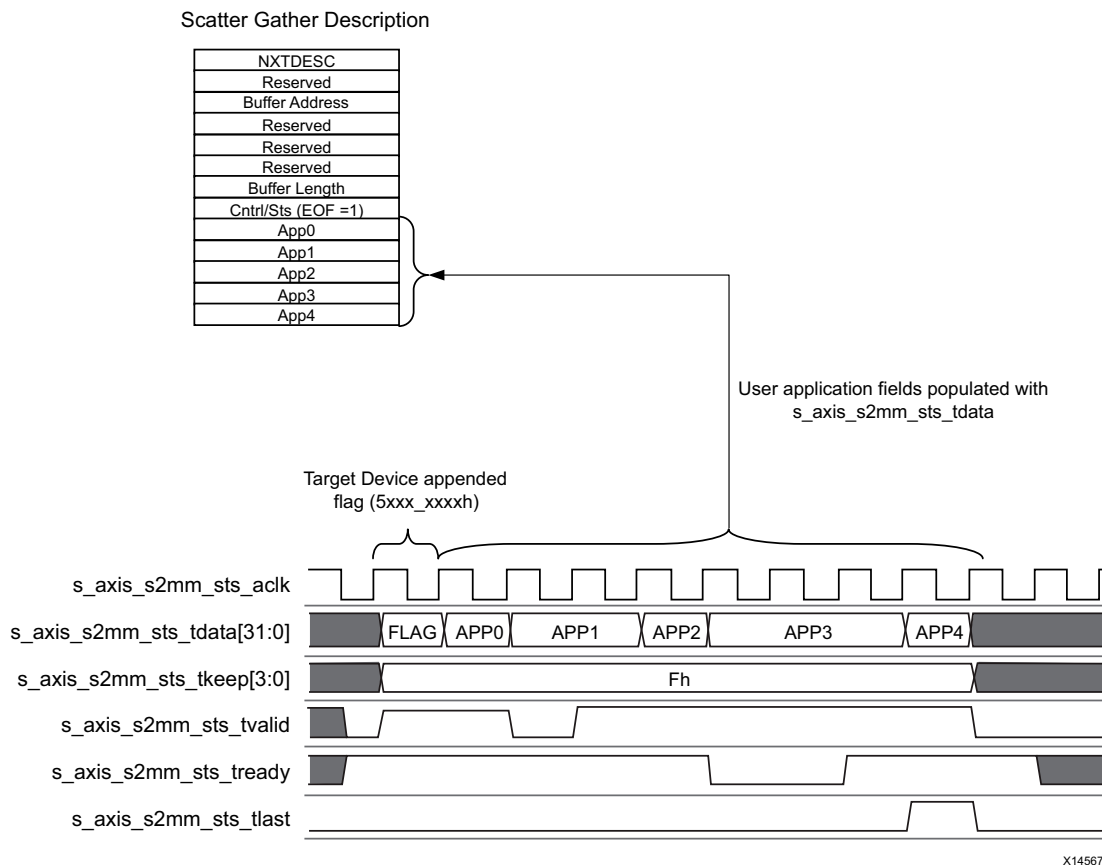 Scatter Gather Description
NXTDESC
Reserved
Buffer Address
Reserved
Reserved
Reserved
Buffer Length
Cntrl/Sts (EOF =1)
App0
App1
App2
App3
App4
User application fields populated with
s_axis_s2mm_sts_tdata
Target Device appended
flag (5xxx_xxxxh)
s_axis_s2mm_sts_aclk
s_axis_s2mm_sts_tdata[31:0] FLAG APP0 APP1 APP2 APP3 APP4
s_axis_s2mm_sts_tkeep[3:0] Fh
s_axis_s2mm_sts_tvalid
s_axis_s2mm_sts_tready
s_axis_s2mm_sts_tlast
X14567